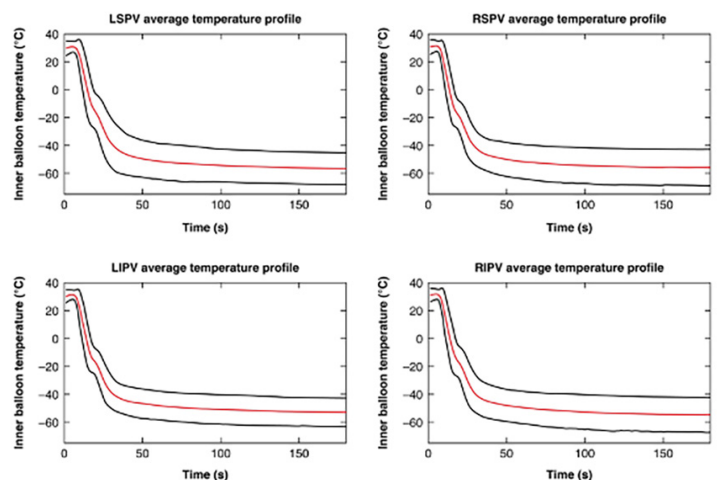 LSPV average temperature profile
Inner balloon temperature (°C)
40
20
0
−20
−40
−60
0 50 100 150
Time (s)
RSPV average temperature profile
Inner balloon temperature (°C)
40
20
0
−20
−40
−60
0 50 100 150
Time (s)
LIPV average temperature profile
Inner balloon temperature (°C)
40
20
0
−20
−40
−60
0 50 100 150
Time (s)
RIPV average temperature profile
Inner balloon temperature (°C)
40
20
0
−20
−40
−60
0 50 100 150
Time (s)